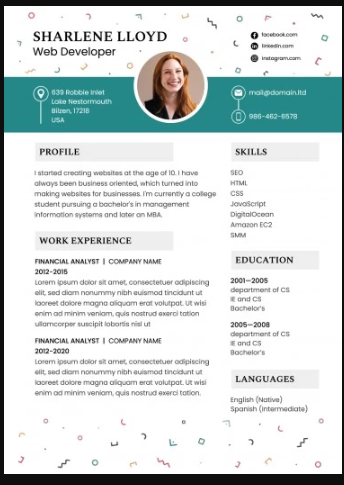 SHARLENE LLOYD
Web Developer
facebook.com
linkedin.com
instagram.com
639 Rabble Inlet
Lake Nestormouth
Bilzen, 17218
USA
mail@domain.ltd
986-462-6578
PROFILE
I started creating websites at the age of 10. I have
always been business oriented, which turned into
making websites for businesses. I'm currently a college
student pursuing a bachelor's in management
information systems and later an MBA.
WORK EXPERIENCE
FINANCIAL ANALYST | COMPANY NAME
2012-2015
Lorem ipsum dolor sit amet, consectetuer adipiscing
elit, sed diam nonummy nibh euismod tincidunt ut
laoreet dolore magna aliquam erat volutpat. Ut wisi
enim ad minim veniam, quis nostrud exerci tation
ullamcorper suscipit lobortis nisl ut
FINANCIAL ANALYST | COMPANY NAME
2012-2020
Lorem ipsum dolor sit amet, consectetuer adipiscing
elit, sed diam nonummy nibh euismod tincidunt ut
laoreet dolore magna aliquam erat volutpat. Ut wisi
enim ad minim veniam, quis nostrud exerci tation
laoreet dolore magna aliquam erat volutpat.
SKILLS
SEO
HTML
CSS
JavaScript
DigitalOcean
Amazon EC2
SMM
EDUCATION
2001–2005
department of CS
IE and CS
Bachelor's
2005–2008
department of CS
IE and CS
Bachelor's
LANGUAGES
English (Native)
Spanish (Intermediate)